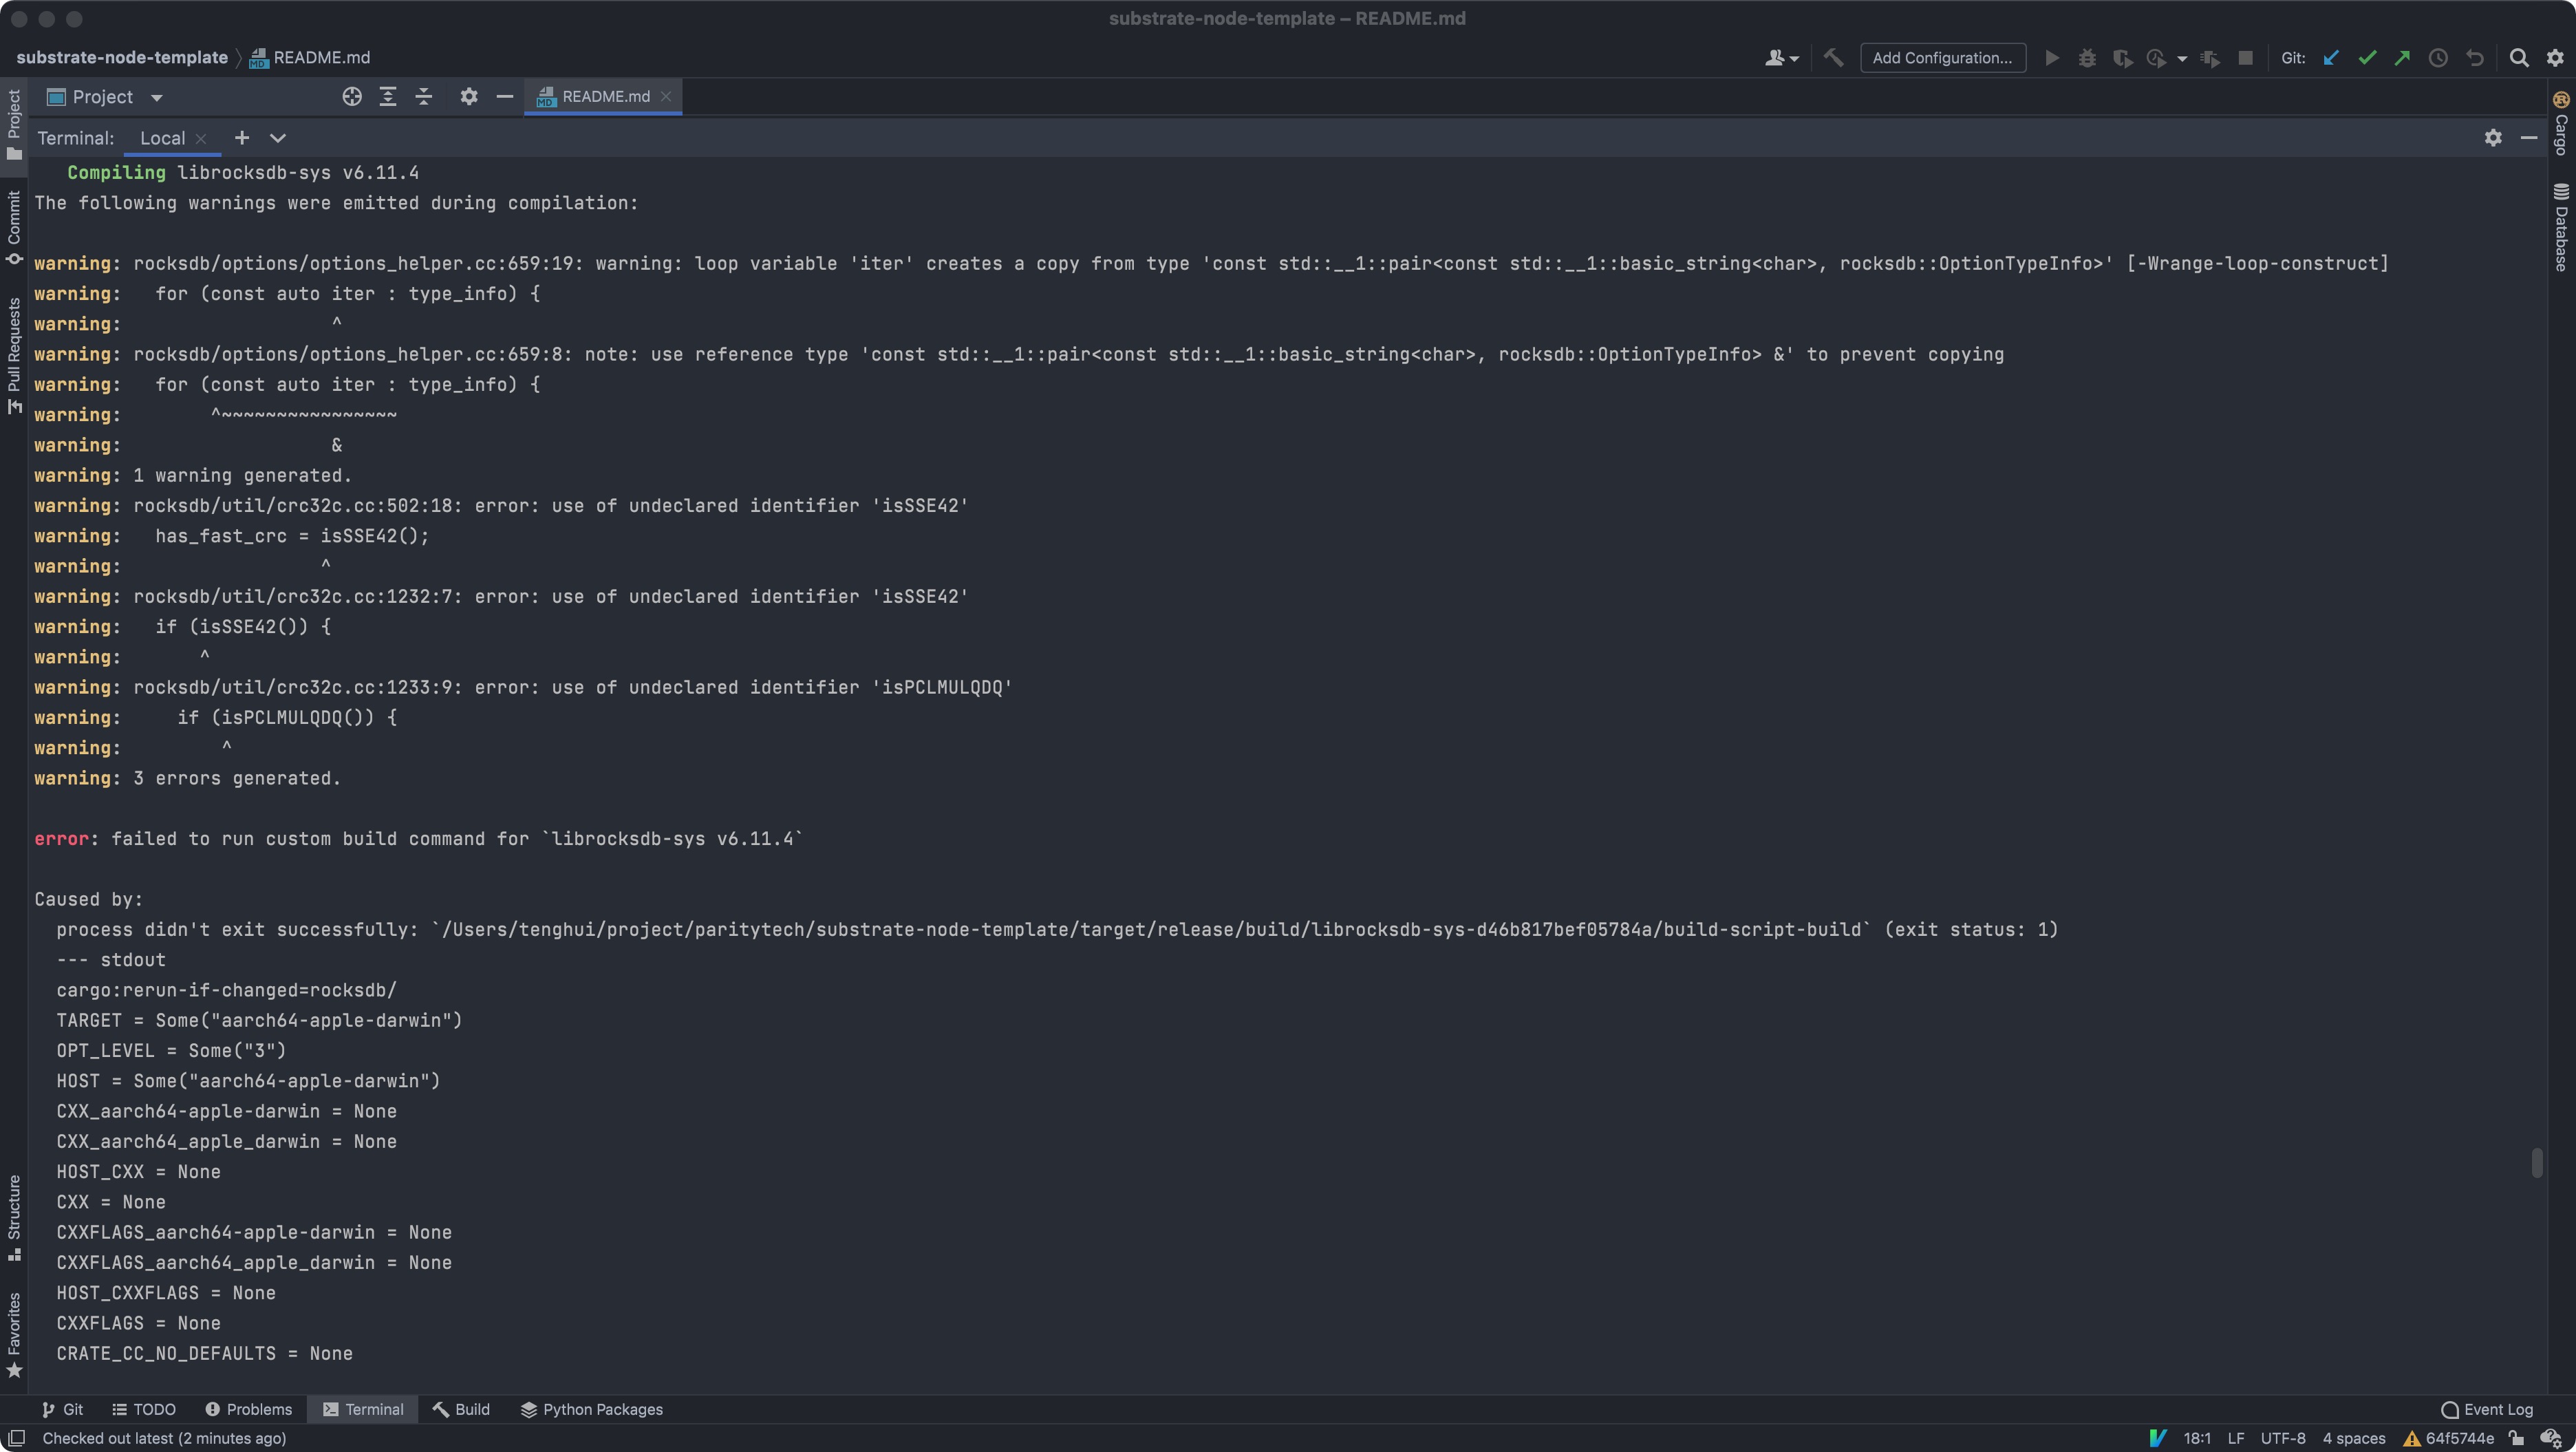 substrate-node-template – README.md
substrate-node-template README.md
Add Configuration... Git:
Project README.md
Terminal: Local
Compiling librocksdb-sys v6.11.4
The following warnings were emitted during compilation:
warning: rocksdb/options/options_helper.cc:659:19: warning: loop variable 'iter' creates a copy from type 'const std::__1::pair<const std::__1::basic_string<char>, rocksdb::OptionTypeInfo>' [-Wrange-loop-construct]
warning:   for (const auto iter : type_info) {
warning:                   ^
warning: rocksdb/options/options_helper.cc:659:8: note: use reference type 'const std::__1::pair<const std::__1::basic_string<char>, rocksdb::OptionTypeInfo> &' to prevent copying
warning:   for (const auto iter : type_info) {
warning:        ^~~~~~~~~~~~~~~~~
warning:                   &
warning: 1 warning generated.
warning: rocksdb/util/crc32c.cc:502:18: error: use of undeclared identifier 'isSSE42'
warning:   has_fast_crc = isSSE42();
warning:                  ^
warning: rocksdb/util/crc32c.cc:1232:7: error: use of undeclared identifier 'isSSE42'
warning:   if (isSSE42()) {
warning:       ^
warning: rocksdb/util/crc32c.cc:1233:9: error: use of undeclared identifier 'isPCLMULQDQ'
warning:     if (isPCLMULQDQ()) {
warning:         ^
warning: 3 errors generated.
error: failed to run custom build command for `librocksdb-sys v6.11.4`
Caused by:
process didn't exit successfully: `/Users/tenghui/project/paritytech/substrate-node-template/target/release/build/librocksdb-sys-d46b817bef05784a/build-script-build` (exit status: 1)
--- stdout
cargo:rerun-if-changed=rocksdb/
TARGET = Some("aarch64-apple-darwin")
OPT_LEVEL = Some("3")
HOST = Some("aarch64-apple-darwin")
CXX_aarch64-apple-darwin = None
CXX_aarch64_apple_darwin = None
HOST_CXX = None
CXX = None
CXXFLAGS_aarch64-apple-darwin = None
CXXFLAGS_aarch64_apple_darwin = None
HOST_CXXFLAGS = None
CXXFLAGS = None
CRATE_CC_NO_DEFAULTS = None
Project
Commit
Pull Requests
Structure
Favorites
Cargo
Database
Git TODO Problems Terminal Build Python Packages Event Log
Checked out latest (2 minutes ago) 18:1 LF UTF-8 4 spaces 64f5744e